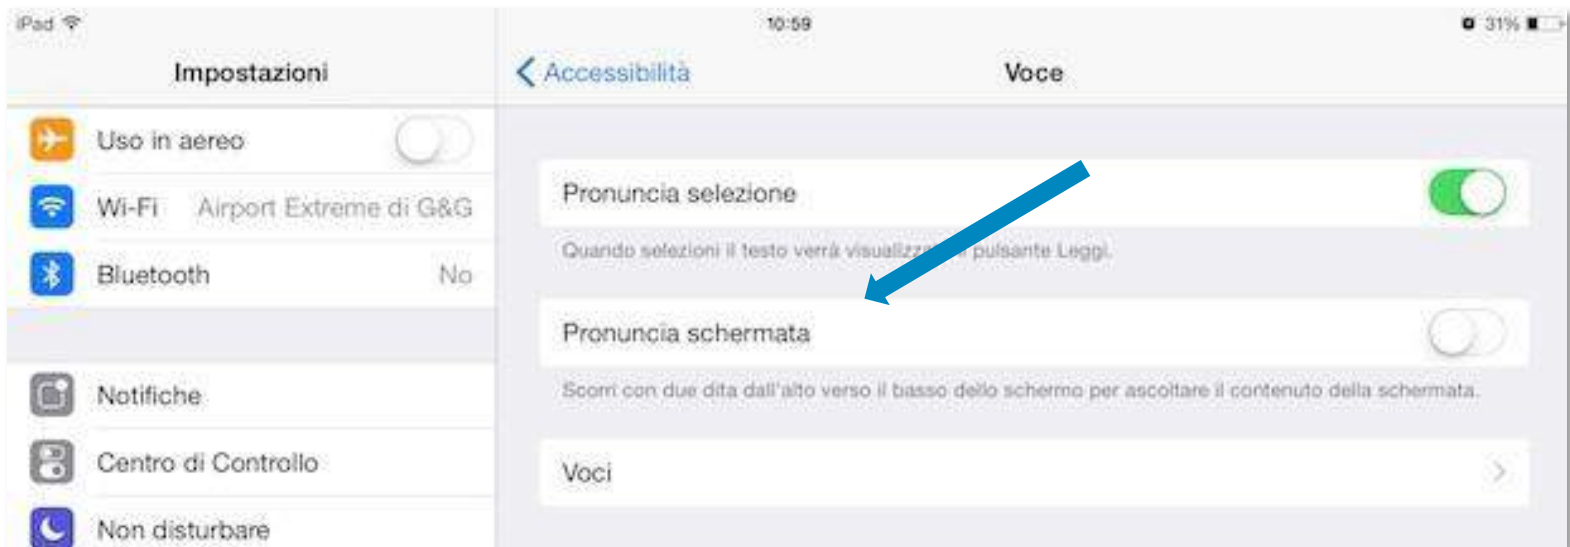 iPad 10:59 31%
Impostazioni
Accessibilità Voce
Uso in aereo
Wi-Fi Airport Extreme di G&G
Bluetooth No
Notifiche
Centro di Controllo
Non disturbare
Pronuncia selezione
Quando selezioni il testo verrà pulsante Leggi.
Pronuncia schermata
Scorri con due dita dall'alto verso il basso dello schermo per ascoltare il contenuto della schermata.
Voci